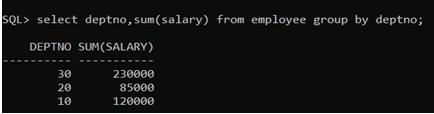 SQL> select deptno,sum(salary) from employee group by deptno;
DEPTNO SUM(SALARY)
---------- -----------
30 230000
20 85000
10 120000